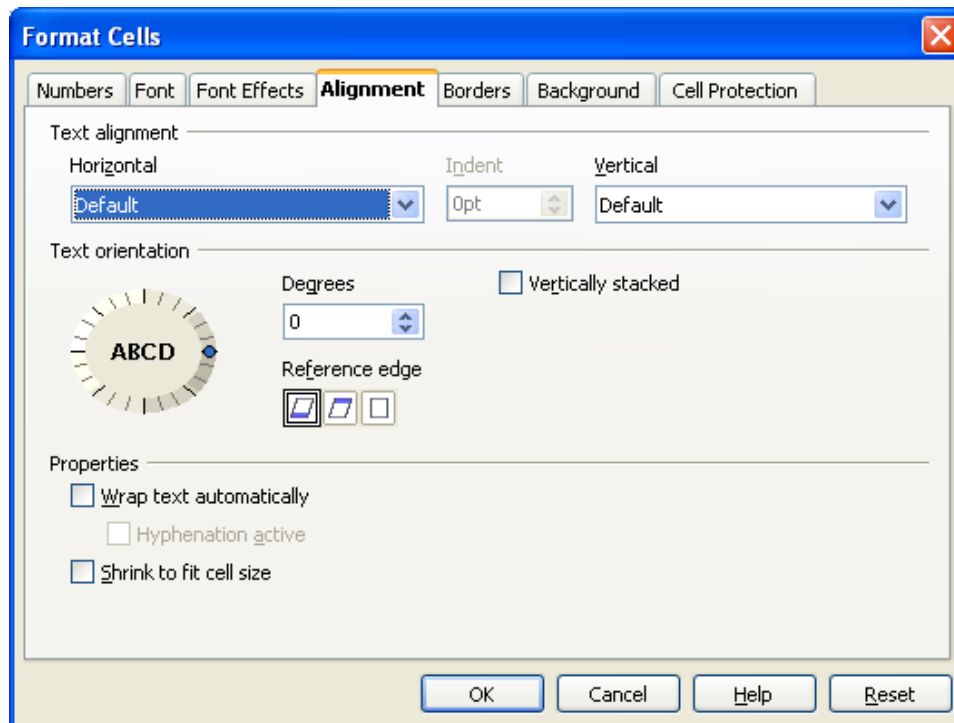 Format Cells
Numbers Font Font Effects Alignment Borders Background Cell Protection
Text alignment
Horizontal Indent Vertical
Default 0pt Default
Text orientation
Degrees Vertically stacked
0
ABCD
Reference edge
Properties
Wrap text automatically
Hyphenation active
Shrink to fit cell size
OK Cancel Help Reset